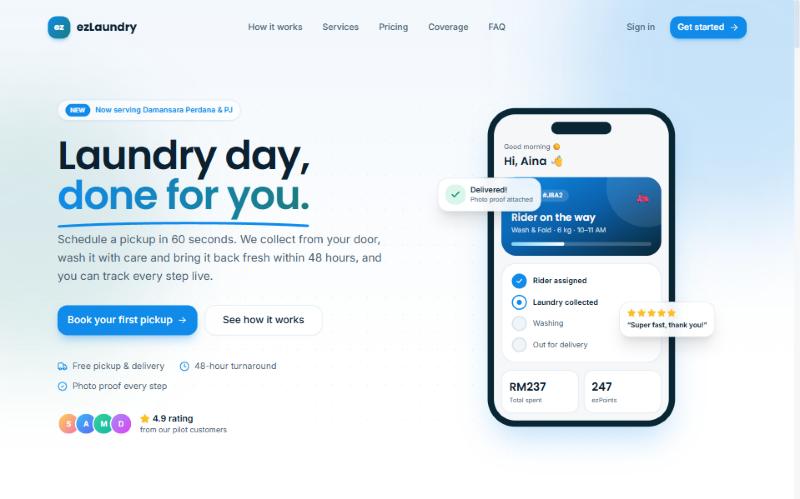 ez ezLaundry
How it works
Services
Pricing
Coverage
FAQ
Sign in
Get started →
NEW Now serving Damansara Perdana & PJ
Laundry day,
done for you.
Schedule a pickup in 60 seconds. We collect from your door,
wash it with care and bring it back fresh within 48 hours, and
you can track every step live.
Book your first pickup →
See how it works
Free pickup & delivery
48-hour turnaround
Photo proof every step
S A M D
4.9 rating
from our pilot customers
Good morning
Hi, Aina
Delivered!
Photo proof attached
Rider on the way
Wash & Fold · 6 kg · 10–11 AM
Rider assigned
Laundry collected
Washing
Out for delivery
"Super fast, thank you!"
RM237
Total spent
247
ezPoints